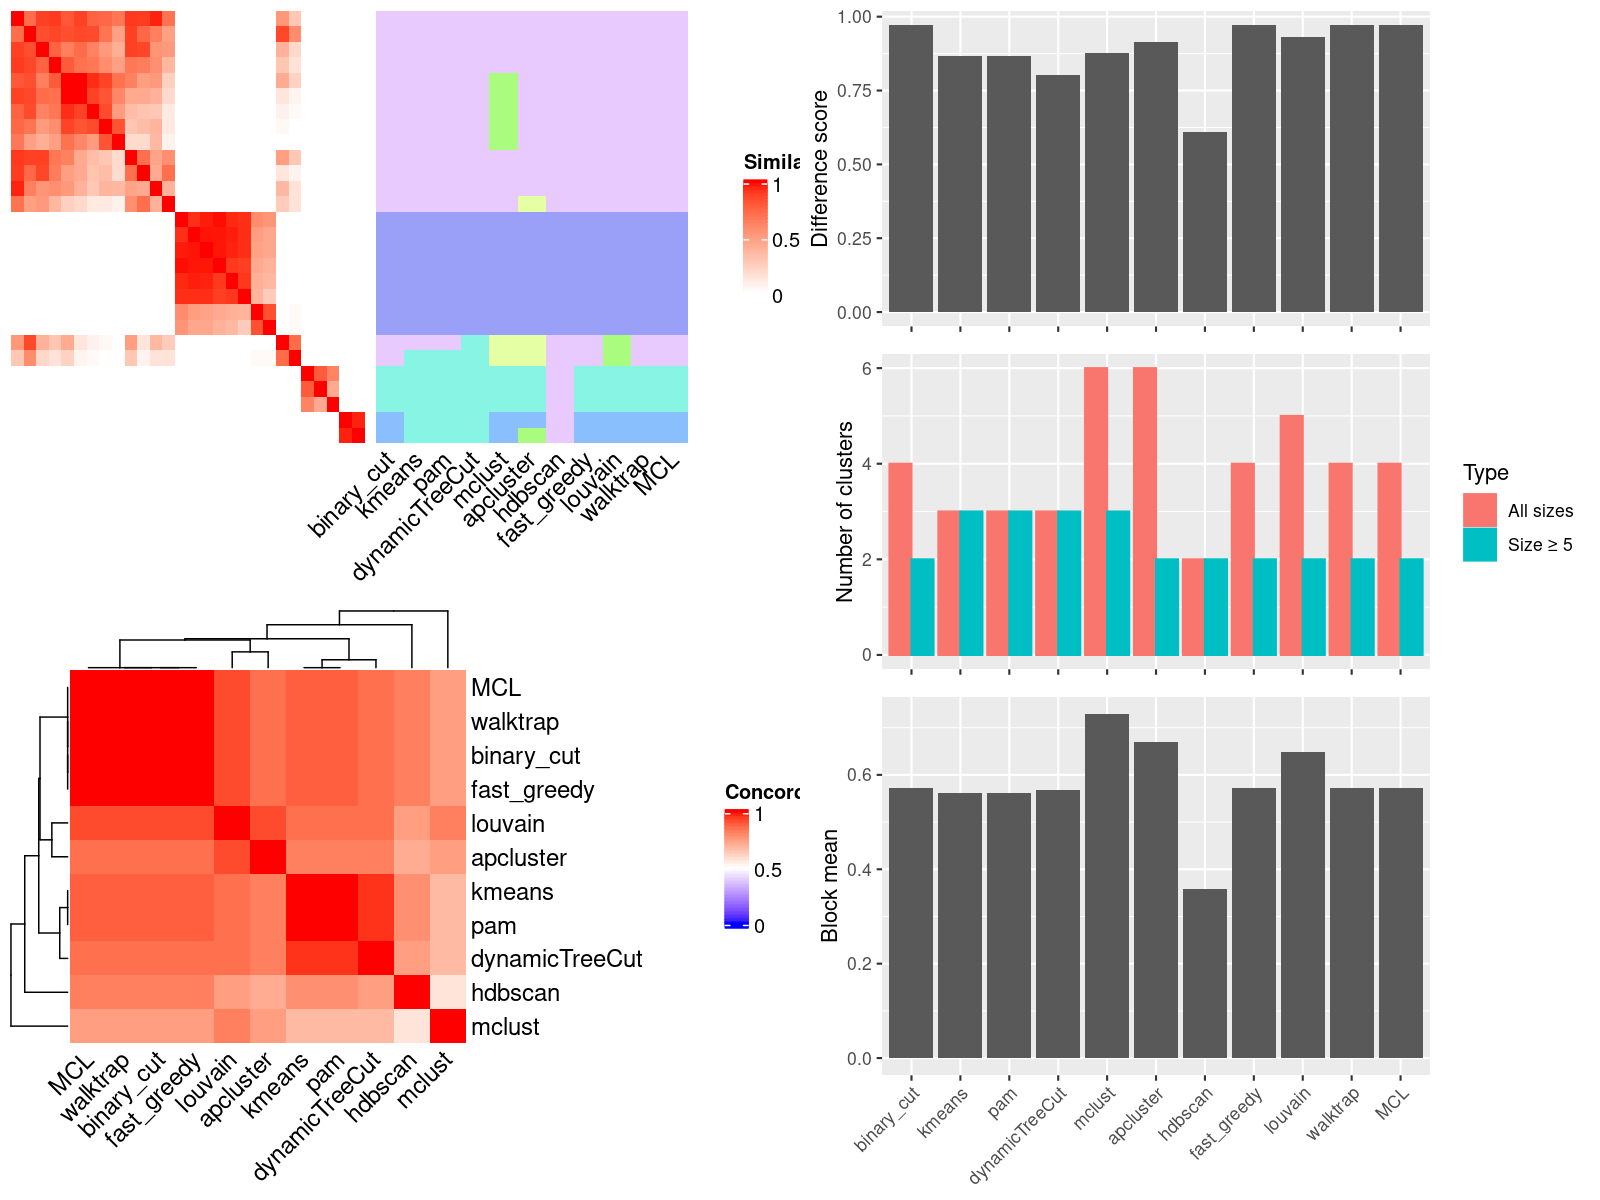 Simila
1
0.5
0
binary_cut
kmeans
pam
dynamicTreeCut
mclust
apcluster
hdbscan
fast_greedy
louvain
walktrap
MCL
MCL
walktrap
binary_cut
fast_greedy
louvain
apcluster
kmeans
pam
dynamicTreeCut
hdbscan
mclust
Concord
1
0.5
0
MCL
walktrap
binary_cut
fast_greedy
louvain
apcluster
kmeans
pam
dynamicTreeCut
hdbscan
mclust
Difference score
1.00
0.75
0.50
0.25
0.00
Number of clusters
6
4
2
0
Type
All sizes
Size ≥ 5
Block mean
0.6
0.4
0.2
0.0
binary_cut
kmeans
pam
dynamicTreeCut
mclust
apcluster
hdbscan
fast_greedy
louvain
walktrap
MCL